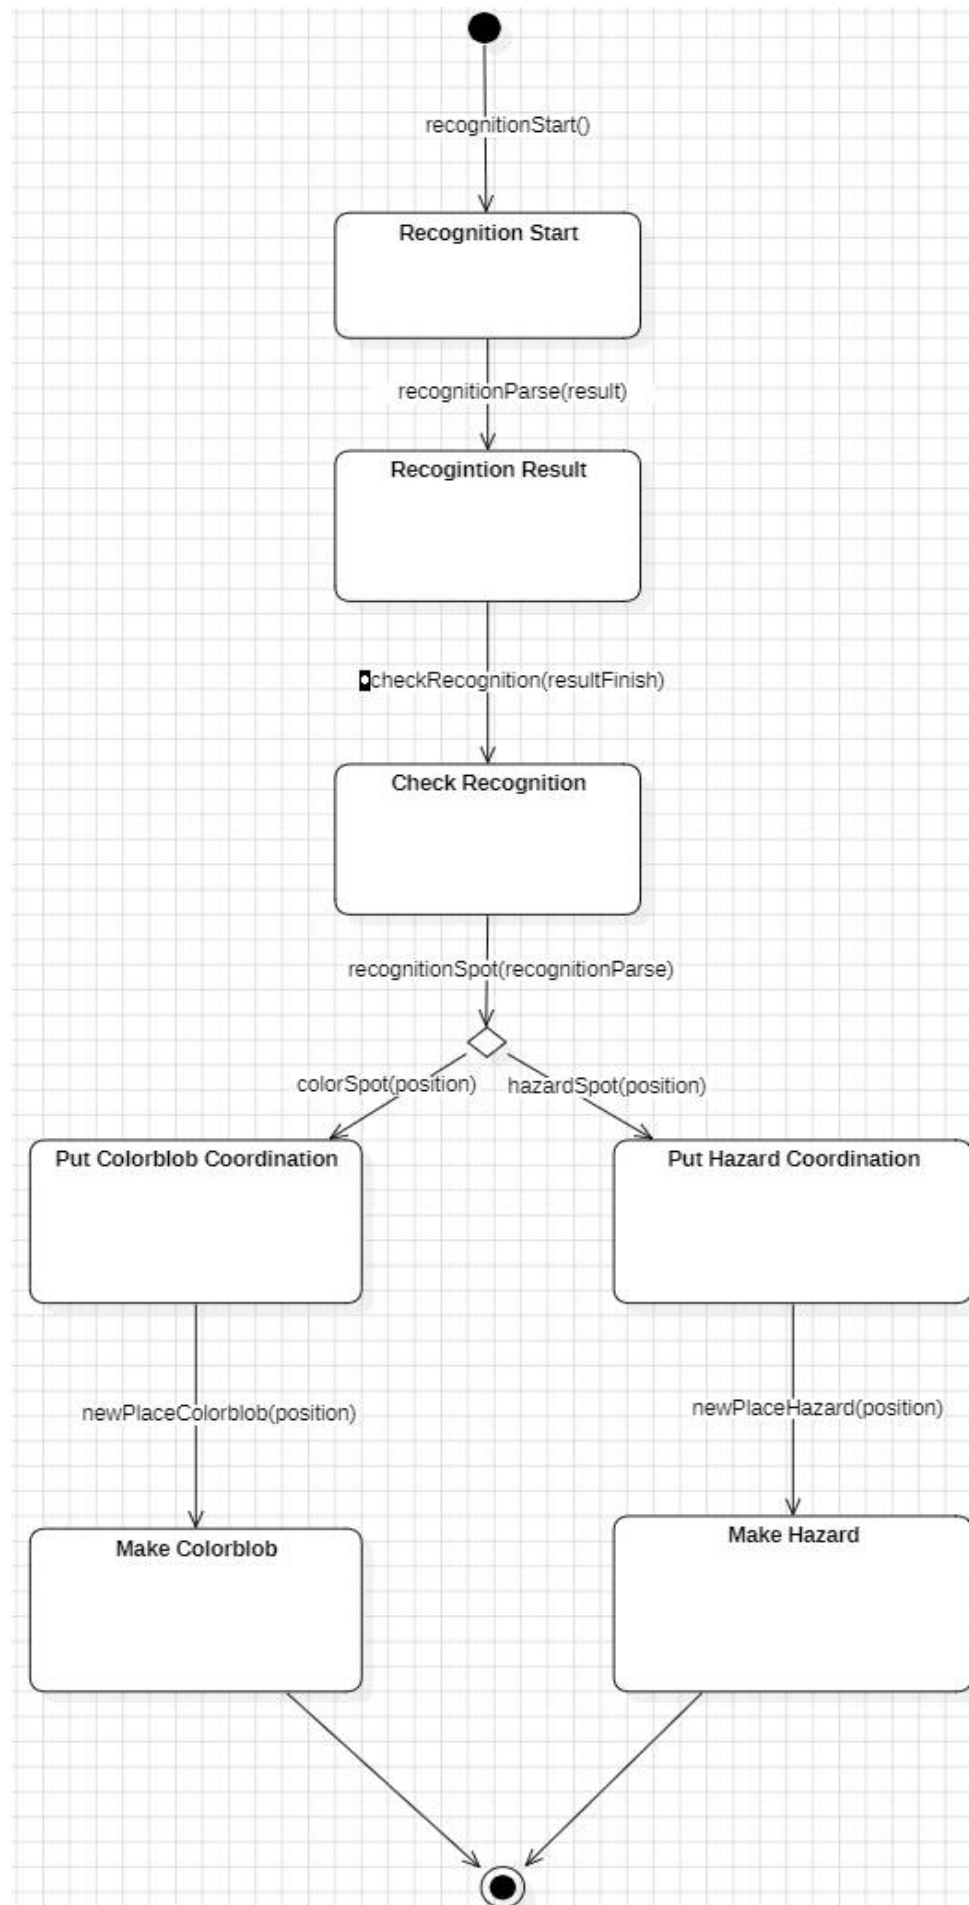 recognitionStart()
Recognition Start
recognitionParse(result)
Recogintion Result
checkRecognition(resultFinish)
Check Recognition
recognitionSpot(recognitionParse)
colorSpot(position)
hazardSpot(position)
Put Colorblob Coordination
Put Hazard Coordination
newPlaceColorblob(position)
newPlaceHazard(position)
Make Colorblob
Make Hazard